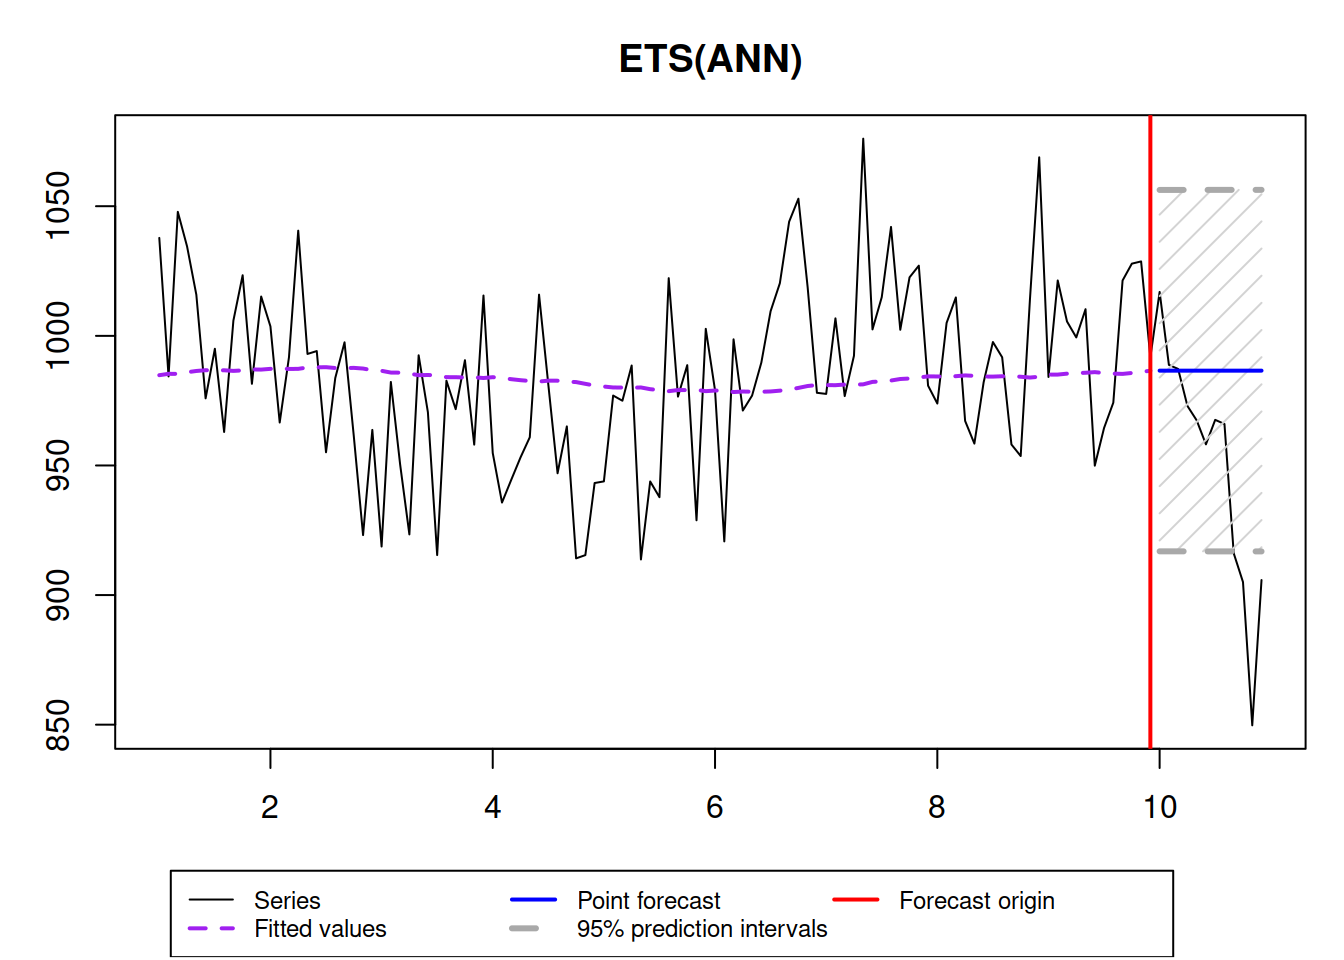 ETS(ANN)
1050
1000
950
900
850
2 4 6 8 10
Series Point forecast Forecast origin
Fitted values 95% prediction intervals